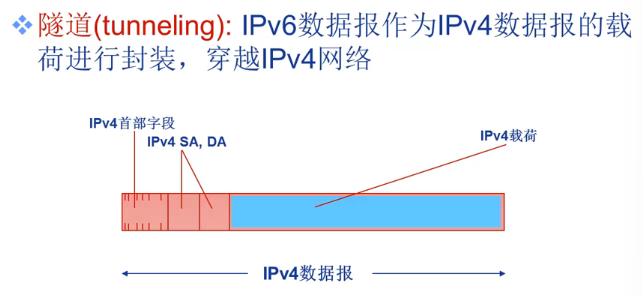 隧道(tunneling): IPv6数据报作为IPv4数据报的载
荷进行封装，穿越IPv4网络
IPv4首部字段
IPv4 SA, DA
IPv4载荷
IPv4数据报